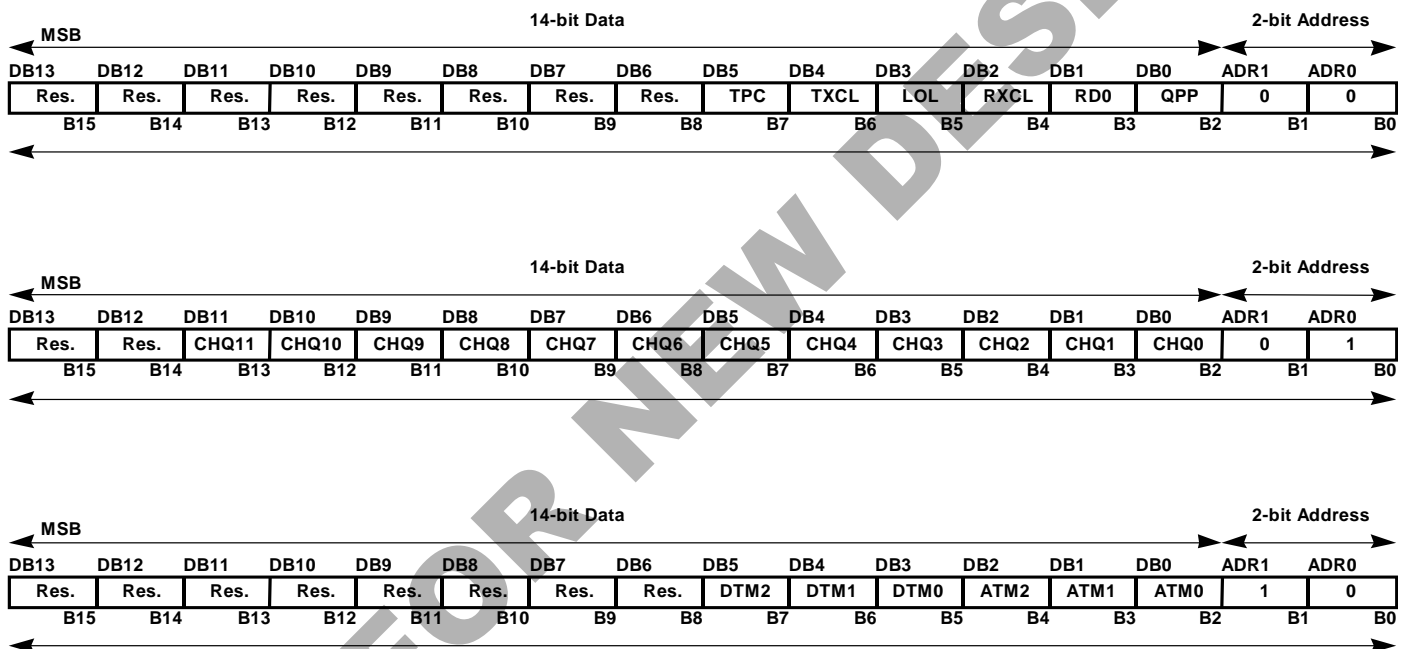 14-bit Data 2-bit Address
MSB
DB13 DB12 DB11 DB10 DB9 DB8 DB7 DB6 DB5 DB4 DB3 DB2 DB1 DB0 ADR1 ADR0
Res. Res. Res. Res. Res. Res. Res. Res. TPC TXCL LOL RXCL RD0 QPP 0 0
B15 B14 B13 B12 B11 B10 B9 B8 B7 B6 B5 B4 B3 B2 B1 B0
14-bit Data 2-bit Address
MSB
DB13 DB12 DB11 DB10 DB9 DB8 DB7 DB6 DB5 DB4 DB3 DB2 DB1 DB0 ADR1 ADR0
Res. Res. CHQ11 CHQ10 CHQ9 CHQ8 CHQ7 CHQ6 CHQ5 CHQ4 CHQ3 CHQ2 CHQ1 CHQ0 0 1
B15 B14 B13 B12 B11 B10 B9 B8 B7 B6 B5 B4 B3 B2 B1 B0
14-bit Data 2-bit Address
MSB
DB13 DB12 DB11 DB10 DB9 DB8 DB7 DB6 DB5 DB4 DB3 DB2 DB1 DB0 ADR1 ADR0
Res. Res. Res. Res. Res. Res. Res. Res. DTM2 DTM1 DTM0 ATM2 ATM1 ATM0 1 0
B15 B14 B13 B12 B11 B10 B9 B8 B7 B6 B5 B4 B3 B2 B1 B0
FOR NEW DES